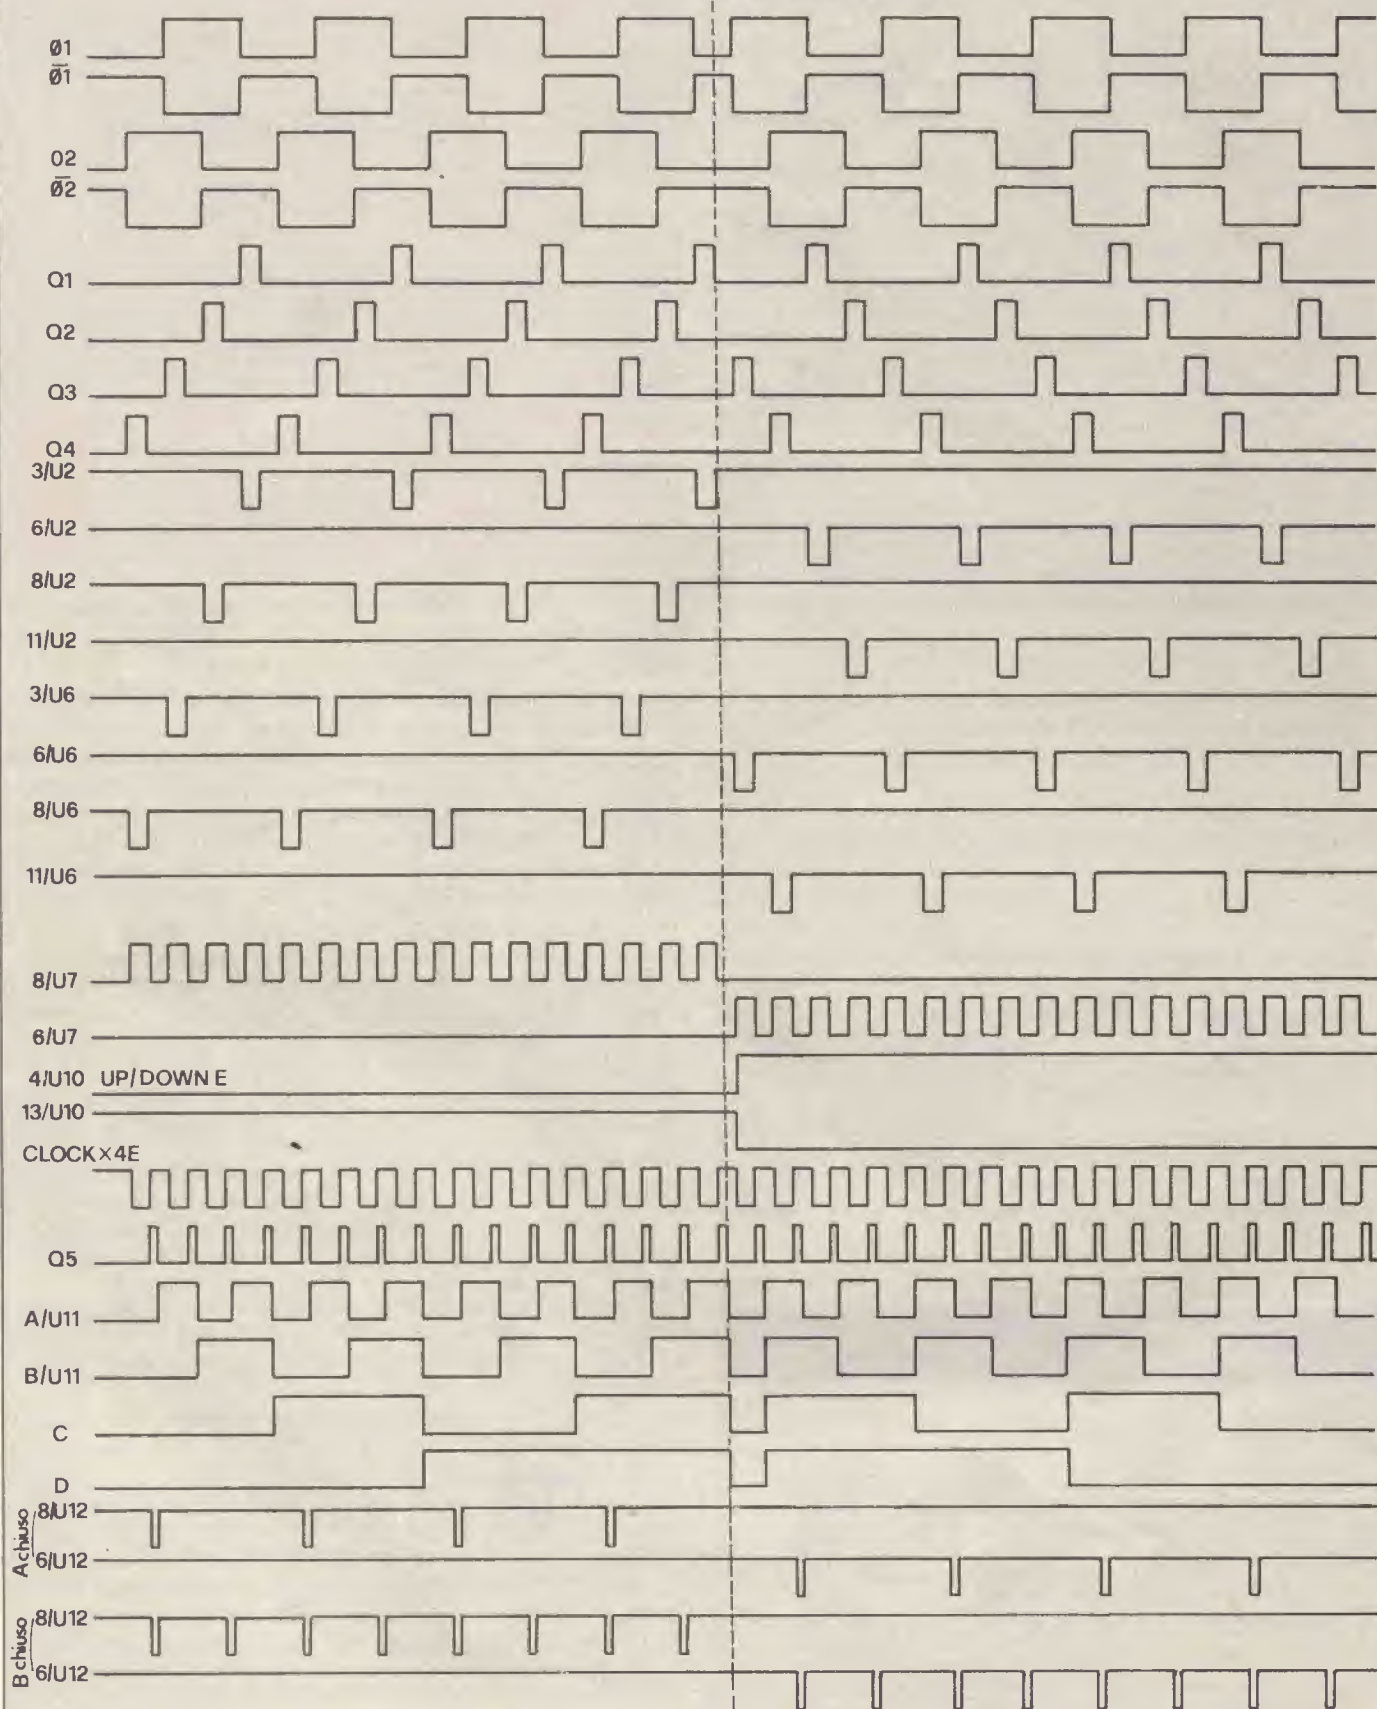 Ø1
Ø̅1
02
Ø̅2
Q1
Q2
Q3
Q4
3/U2
6/U2
8/U2
11/U2
3/U6
6/U6
8/U6
11/U6
8/U7
6/U7
4/U10 UP/DOWN E
13/U10
CLOCK×4E
Q5
A/U11
B/U11
C
D
A chiuso
8/U12
6/U12
B chiuso
8/U12
6/U12